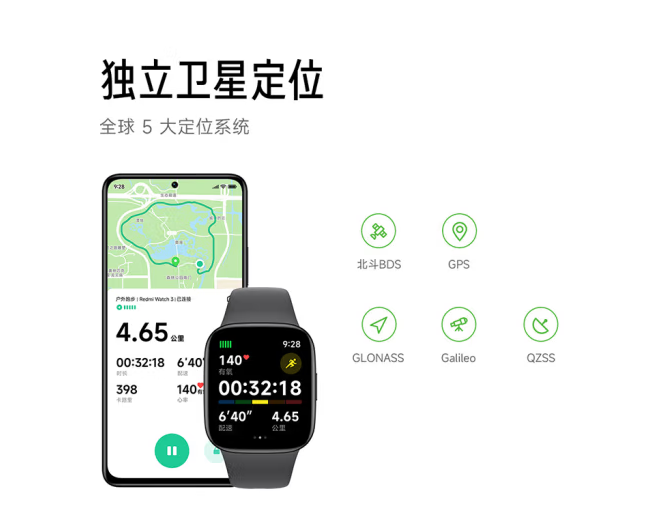 独立卫星定位
全球 5 大定位系统
9:28
户外跑步 | Redmi Watch 3 | 已连接
4.65公里
00:32:18 6'40"
时长 配速
398 140
卡路里 心率
9:28
140
有氧
00:32:18
6'40" 4.65
配速 公里
北斗BDS GPS
GLONASS Galileo QZSS